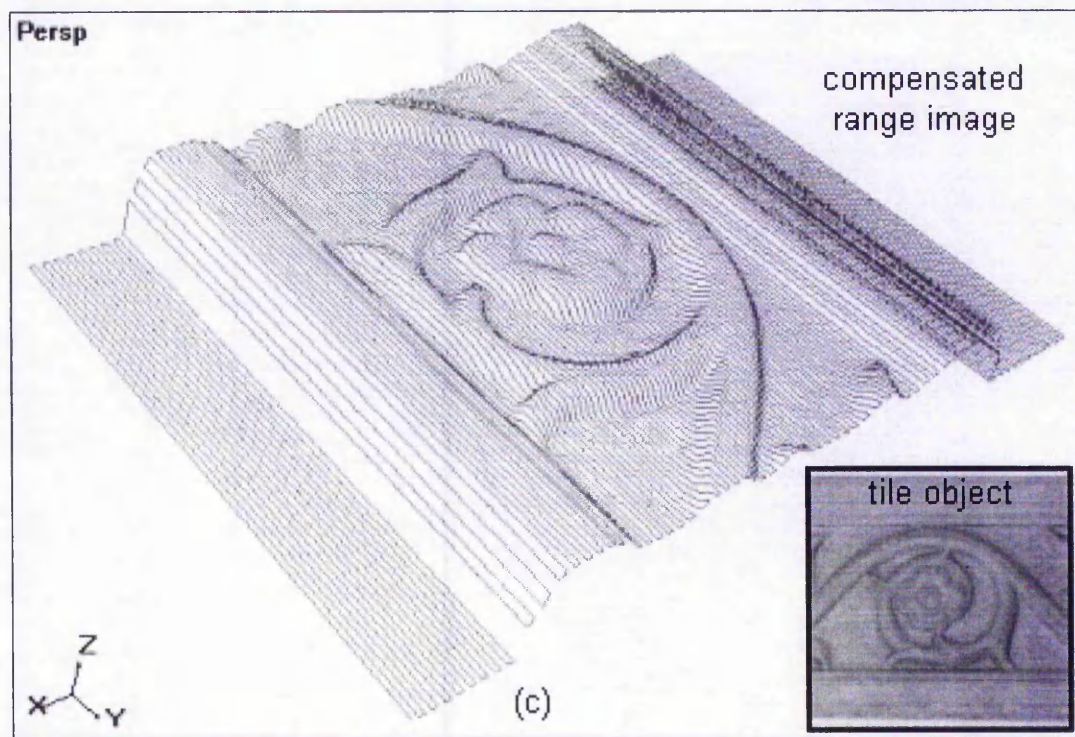 Persp
compensated
range image
tile object
Z
X
Y
(c)